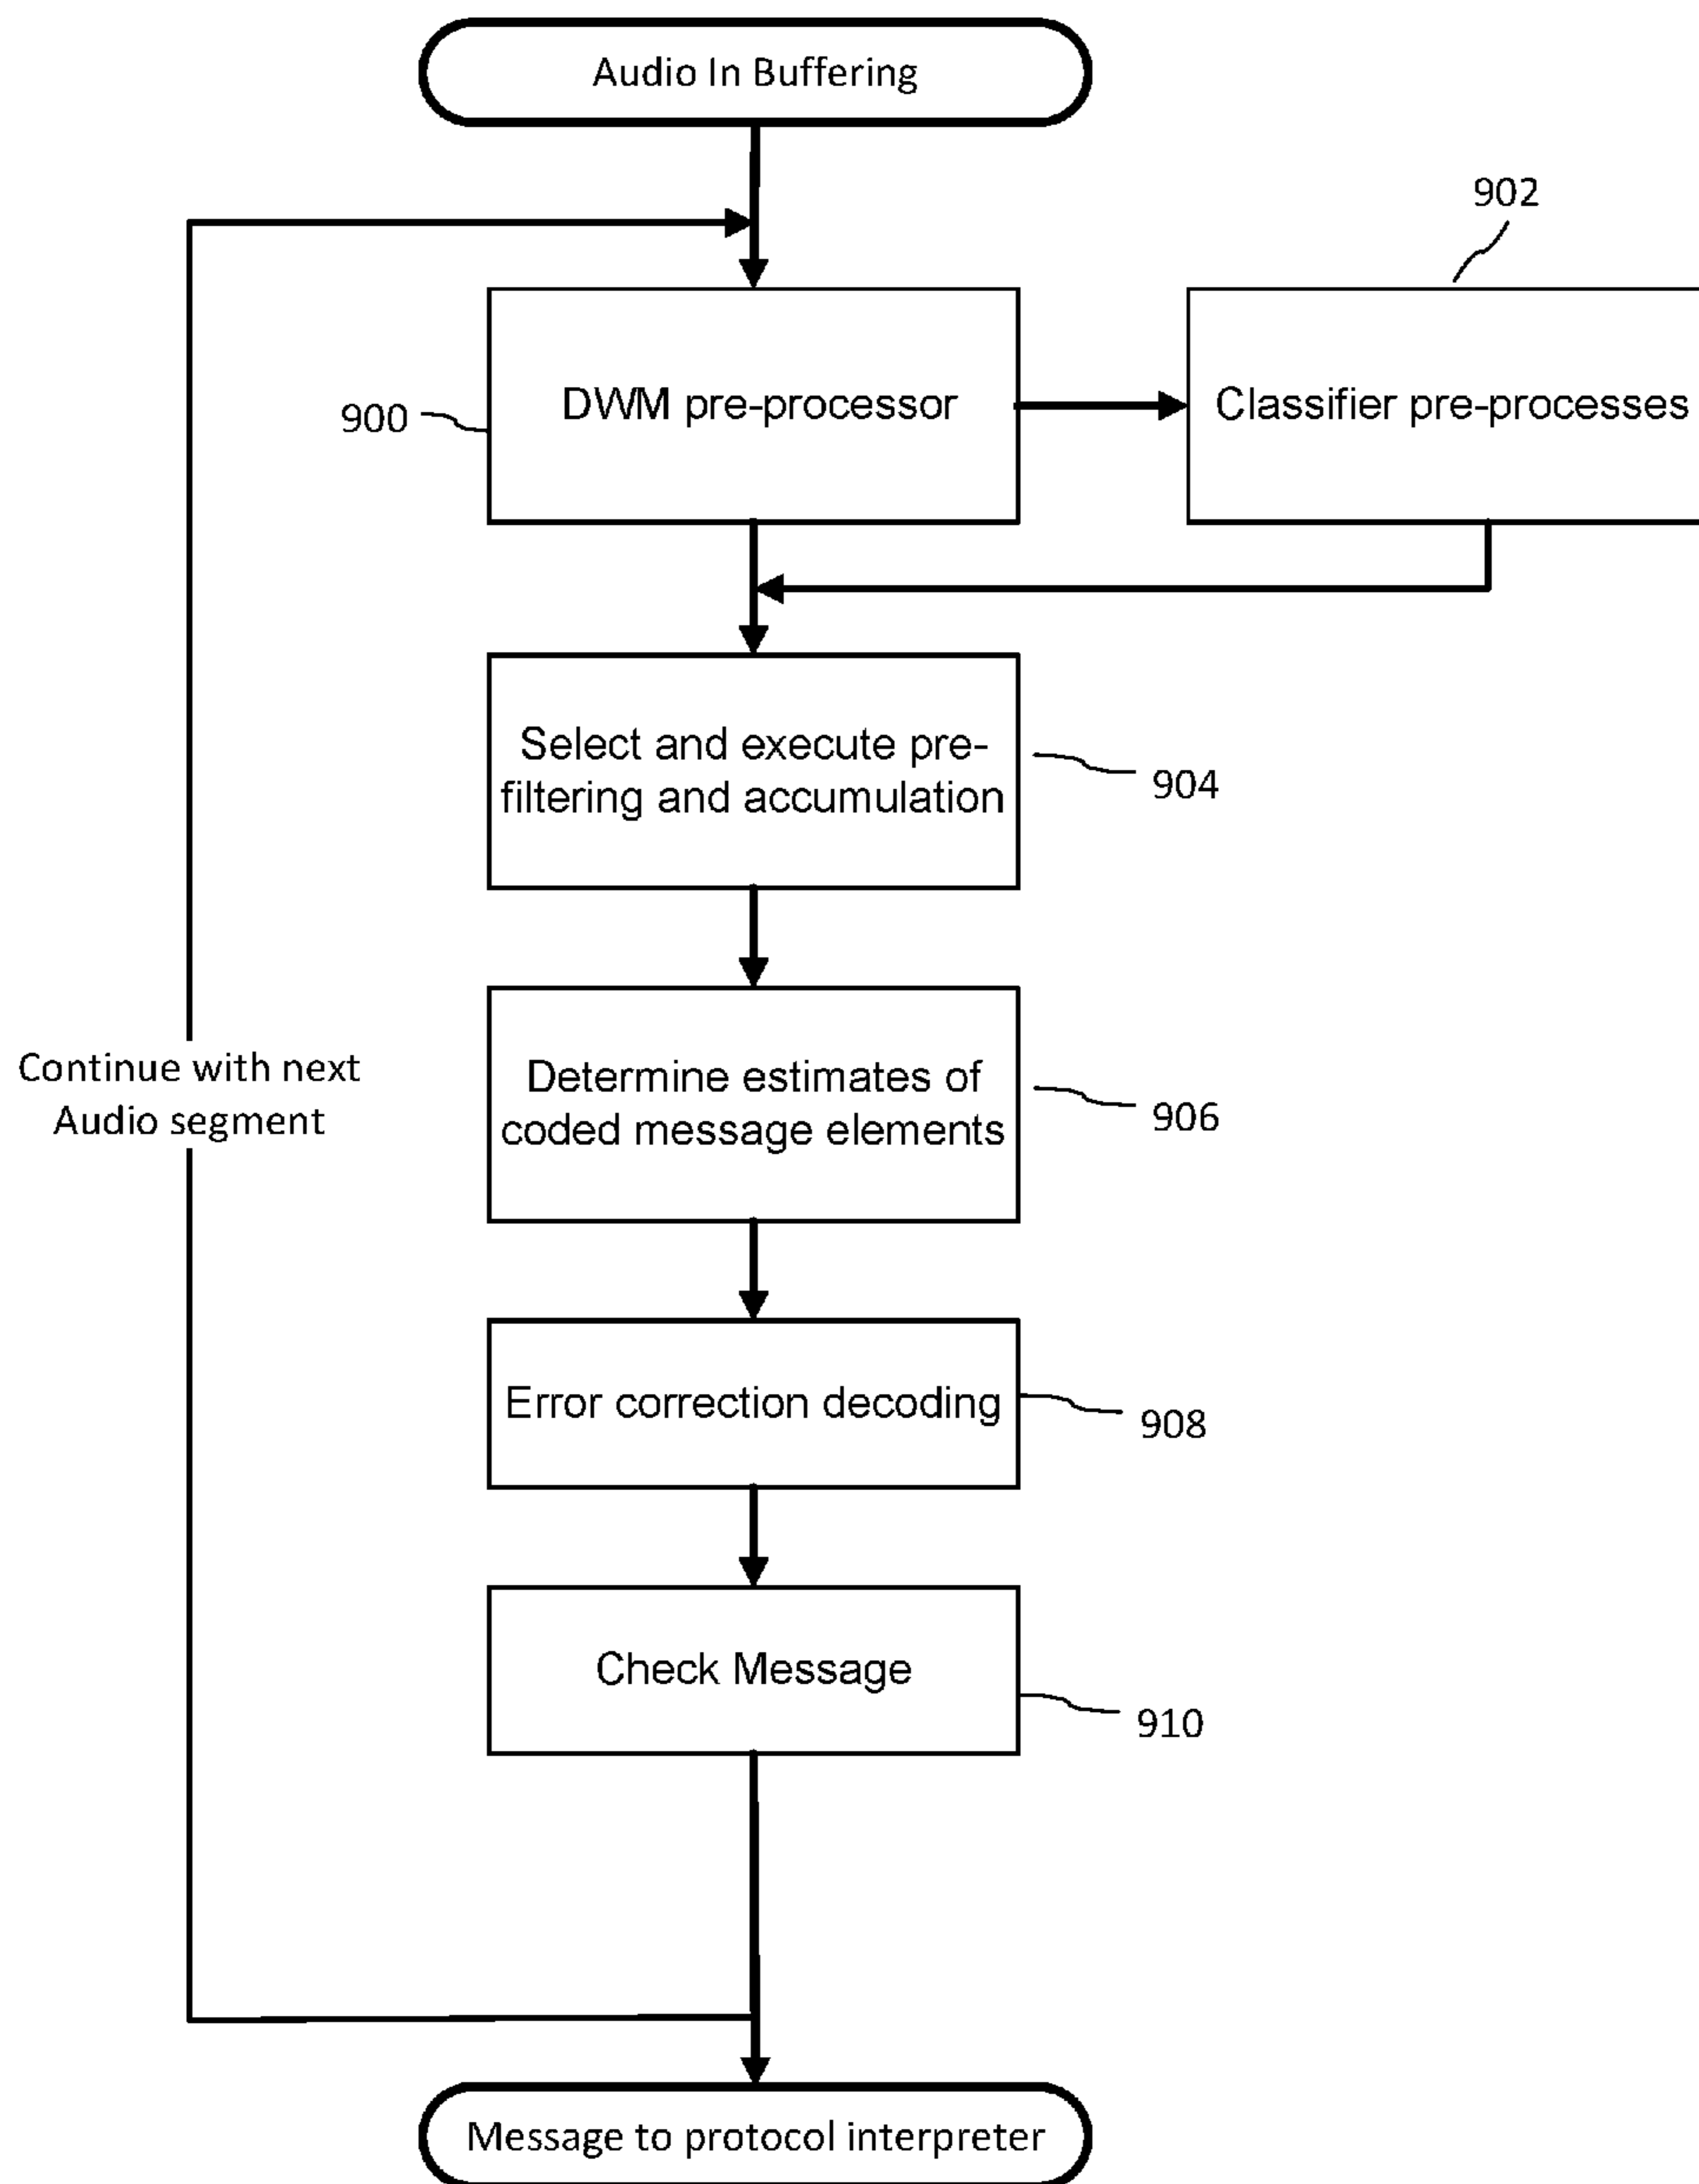 Audio In Buffering
902
DWM pre-processor
Classifier pre-processes
900
Select and execute pre-
filtering and accumulation
904
Continue with next
Audio segment
Determine estimates of
coded message elements
906
Error correction decoding
908
Check Message
910
Message to protocol interpreter